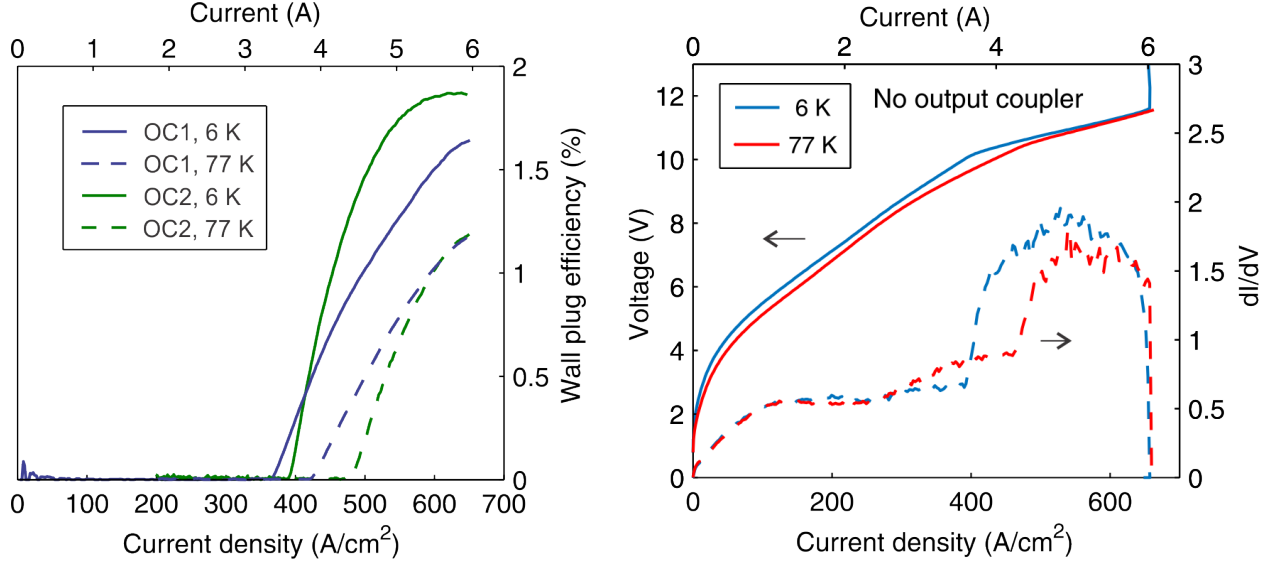 Current (A)
0 1 2 3 4 5 6
OC1, 6 K
OC1, 77 K
OC2, 6 K
OC2, 77 K
2
1.5
1
0.5
0
Wall plug efficiency (%)
0 100 200 300 400 500 600 700
Current density (A/cm²)
Current (A)
0 2 4 6
6 K
77 K
No output coupler
12
10
8
6
4
2
0
Voltage (V)
3
2.5
2
1.5
1
0.5
0
dI/dV
0 200 400 600
Current density (A/cm²)